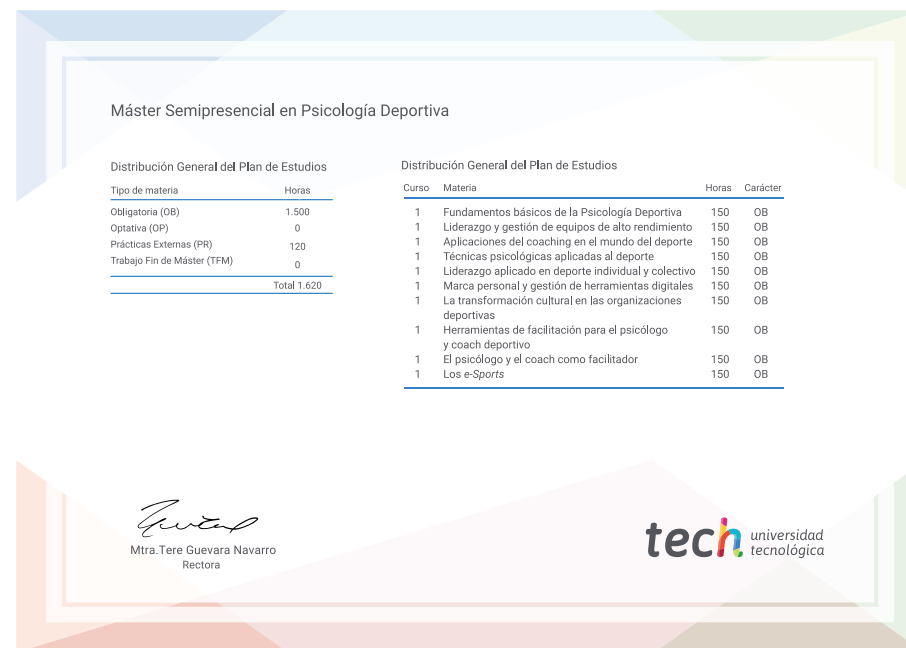 Máster Semipresencial en Psicología Deportiva
Distribución General del Plan de Estudios
Tipo de materia Horas
Obligatoria (OB) 1.500
Optativa (OP) 0
Prácticas Externas (PR) 120
Trabajo Fin de Máster (TFM) 0
Total 1.620
Distribución General del Plan de Estudios
Curso Materia Horas Carácter
1 Fundamentos básicos de la Psicología Deportiva 150 OB
1 Liderazgo y gestión de equipos de alto rendimiento 150 OB
1 Aplicaciones del coaching en el mundo del deporte 150 OB
1 Técnicas psicológicas aplicadas al deporte 150 OB
1 Liderazgo aplicado en deporte individual y colectivo 150 OB
1 Marca personal y gestión de herramientas digitales 150 OB
1 La transformación cultural en las organizaciones 150 OB
deportivas
1 Herramientas de facilitación para el psicólogo 150 OB
y coach deportivo
1 El psicólogo y el coach como facilitador 150 OB
1 Los e-Sports 150 OB
Mtra.Tere Guevara Navarro
Rectora
tech universidad
tecnológica